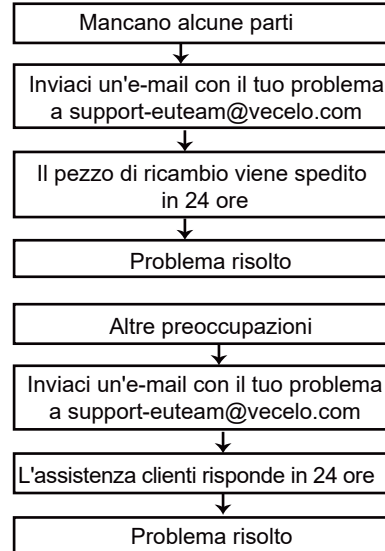 Mancano alcune parti
Inviaci un'e-mail con il tuo problema
a support-euteam@vecelo.com
Il pezzo di ricambio viene spedito
in 24 ore
Problema risolto
Altre preoccupazioni
Inviaci un'e-mail con il tuo problema
a support-euteam@vecelo.com
L'assistenza clienti risponde in 24 ore
Problema risolto